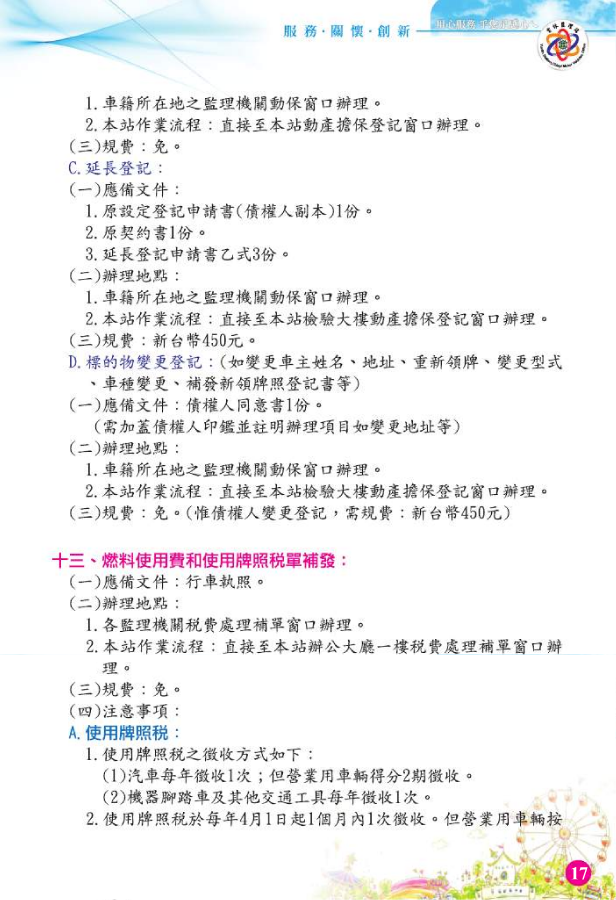 服務·關懷·創新
1.車籍所在地之監理機關動保窗口辦理。
2.本站作業流程：直接至本站動產擔保登記窗口辦理。
(三)規費：免。
C.延長登記：
(一)應備文件：
1.原設定登記申請書(債權人副本)1份。
2.原契約書1份。
3.延長登記申請書乙式3份。
(二)辦理地點：
1.車籍所在地之監理機關動保窗口辦理。
2.本站作業流程：直接至本站檢驗大樓動產擔保登記窗口辦理。
(三)規費：新台幣450元。
D.標的物變更登記：(如變更車主姓名、地址、重新領牌、變更型式
、車種變更、補發新領牌照登記書等)
(一)應備文件：債權人同意書1份。
(需加蓋債權人印鑑並註明辦理項目如變更地址等)
(二)辦理地點：
1.車籍所在地之監理機關動保窗口辦理。
2.本站作業流程：直接至本站檢驗大樓動產擔保登記窗口辦理。
(三)規費：免。(惟債權人變更登記，需規費：新台幣450元)
十三、燃料使用費和使用牌照税單補發：
(一)應備文件：行車執照。
(二)辦理地點：
1.各監理機關税費處理補單窗口辦理。
2.本站作業流程：直接至本站辦公大廳一樓税費處理補單窗口辦
理。
(三)規費：免。
(四)注意事項：
A.使用牌照税：
1.使用牌照税之徵收方式如下：
(1)汽車每年徵收1次；但營業用車輛得分2期徵收。
(2)機器腳踏車及其他交通工具每年徵收1次。
2.使用牌照税於每年4月1日起1個月內1次徵收。但營業用車輛按
17